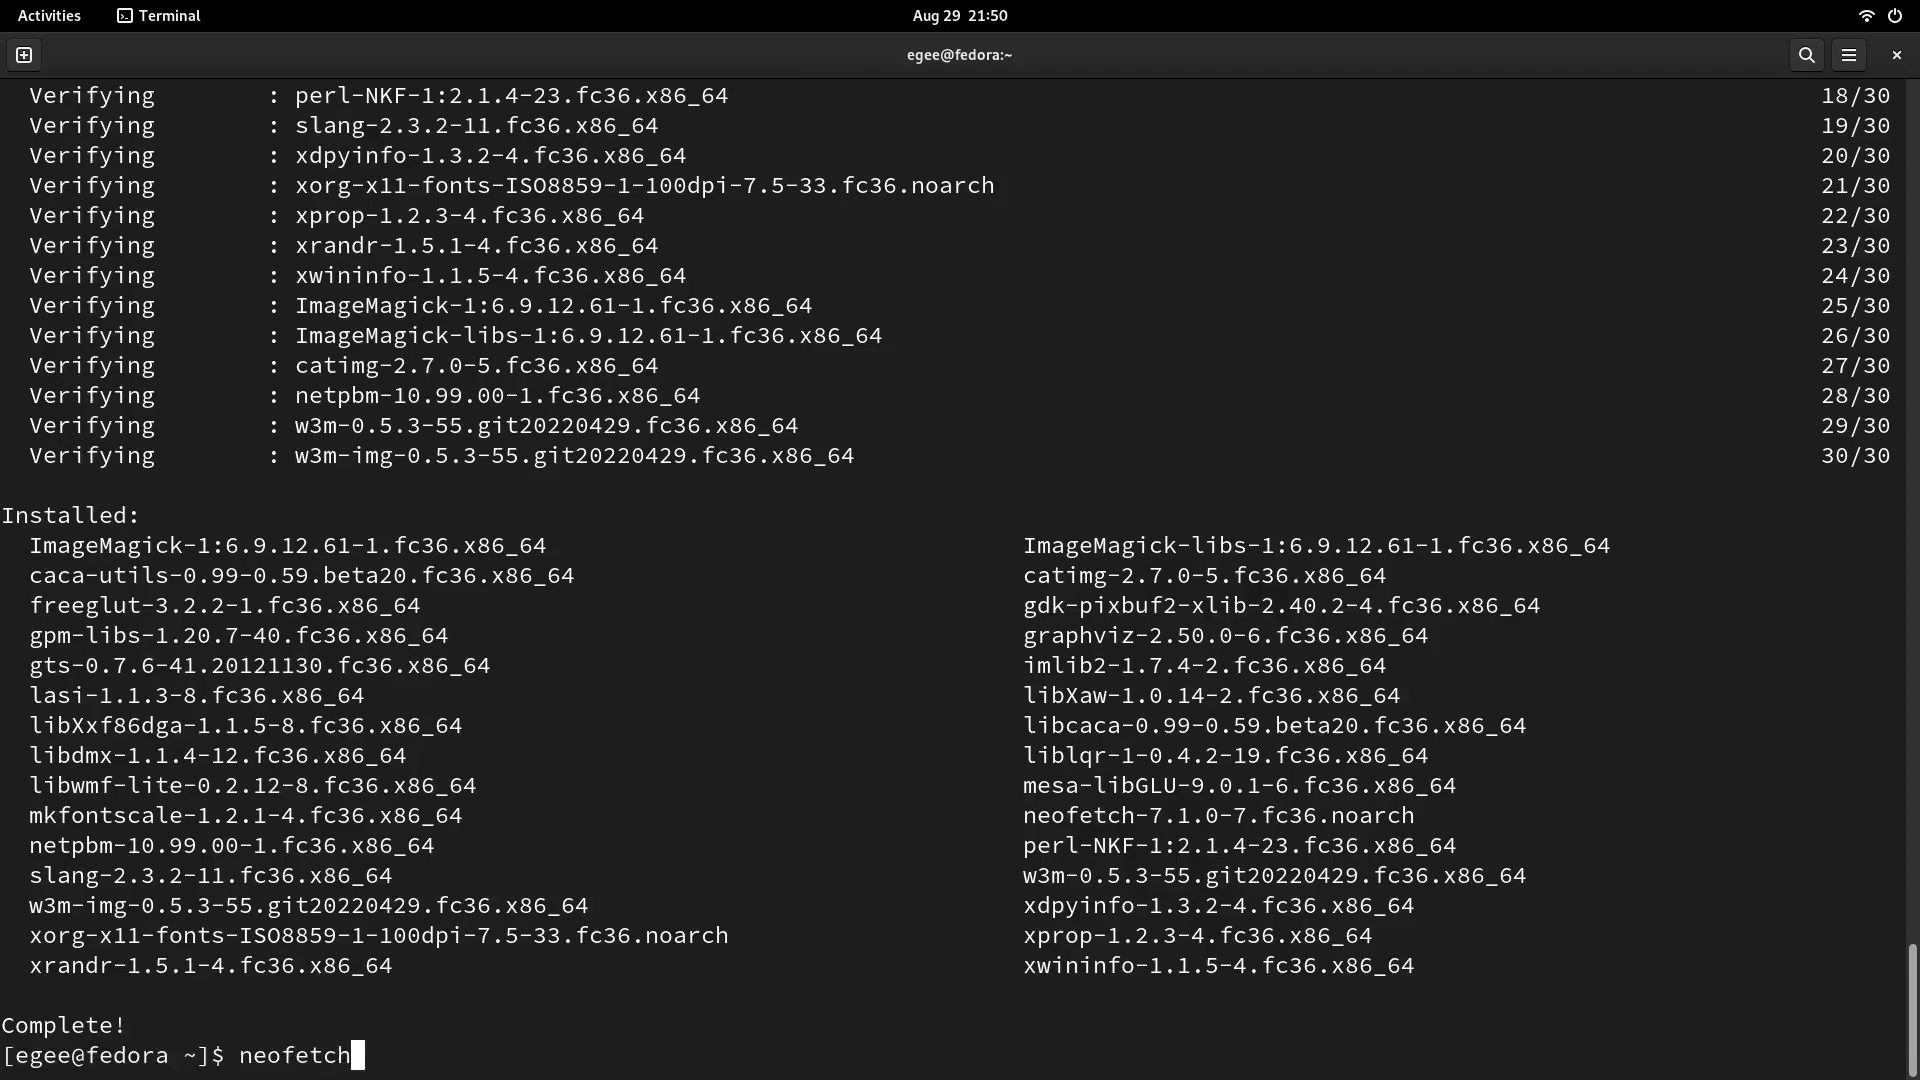 Activities Terminal Aug 29 21:50
egee@fedora:~
Verifying : perl-NKF-1:2.1.4-23.fc36.x86_64 18/30
Verifying : slang-2.3.2-11.fc36.x86_64 19/30
Verifying : xdpyinfo-1.3.2-4.fc36.x86_64 20/30
Verifying : xorg-x11-fonts-ISO8859-1-100dpi-7.5-33.fc36.noarch 21/30
Verifying : xprop-1.2.3-4.fc36.x86_64 22/30
Verifying : xrandr-1.5.1-4.fc36.x86_64 23/30
Verifying : xwininfo-1.1.5-4.fc36.x86_64 24/30
Verifying : ImageMagick-1:6.9.12.61-1.fc36.x86_64 25/30
Verifying : ImageMagick-libs-1:6.9.12.61-1.fc36.x86_64 26/30
Verifying : catimg-2.7.0-5.fc36.x86_64 27/30
Verifying : netpbm-10.99.00-1.fc36.x86_64 28/30
Verifying : w3m-0.5.3-55.git20220429.fc36.x86_64 29/30
Verifying : w3m-img-0.5.3-55.git20220429.fc36.x86_64 30/30
Installed:
ImageMagick-1:6.9.12.61-1.fc36.x86_64 ImageMagick-libs-1:6.9.12.61-1.fc36.x86_64
caca-utils-0.99-0.59.beta20.fc36.x86_64 catimg-2.7.0-5.fc36.x86_64
freeglut-3.2.2-1.fc36.x86_64 gdk-pixbuf2-xlib-2.40.2-4.fc36.x86_64
gpm-libs-1.20.7-40.fc36.x86_64 graphviz-2.50.0-6.fc36.x86_64
gts-0.7.6-41.20121130.fc36.x86_64 imlib2-1.7.4-2.fc36.x86_64
lasi-1.1.3-8.fc36.x86_64 libXaw-1.0.14-2.fc36.x86_64
libXxf86dga-1.1.5-8.fc36.x86_64 libcaca-0.99-0.59.beta20.fc36.x86_64
libdmx-1.1.4-12.fc36.x86_64 liblqr-1-0.4.2-19.fc36.x86_64
libwmf-lite-0.2.12-8.fc36.x86_64 mesa-libGLU-9.0.1-6.fc36.x86_64
mkfontscale-1.2.1-4.fc36.x86_64 neofetch-7.1.0-7.fc36.noarch
netpbm-10.99.00-1.fc36.x86_64 perl-NKF-1:2.1.4-23.fc36.x86_64
slang-2.3.2-11.fc36.x86_64 w3m-0.5.3-55.git20220429.fc36.x86_64
w3m-img-0.5.3-55.git20220429.fc36.x86_64 xdpyinfo-1.3.2-4.fc36.x86_64
xorg-x11-fonts-ISO8859-1-100dpi-7.5-33.fc36.noarch xprop-1.2.3-4.fc36.x86_64
xrandr-1.5.1-4.fc36.x86_64 xwininfo-1.1.5-4.fc36.x86_64
Complete!
[egee@fedora ~]$ neofetch